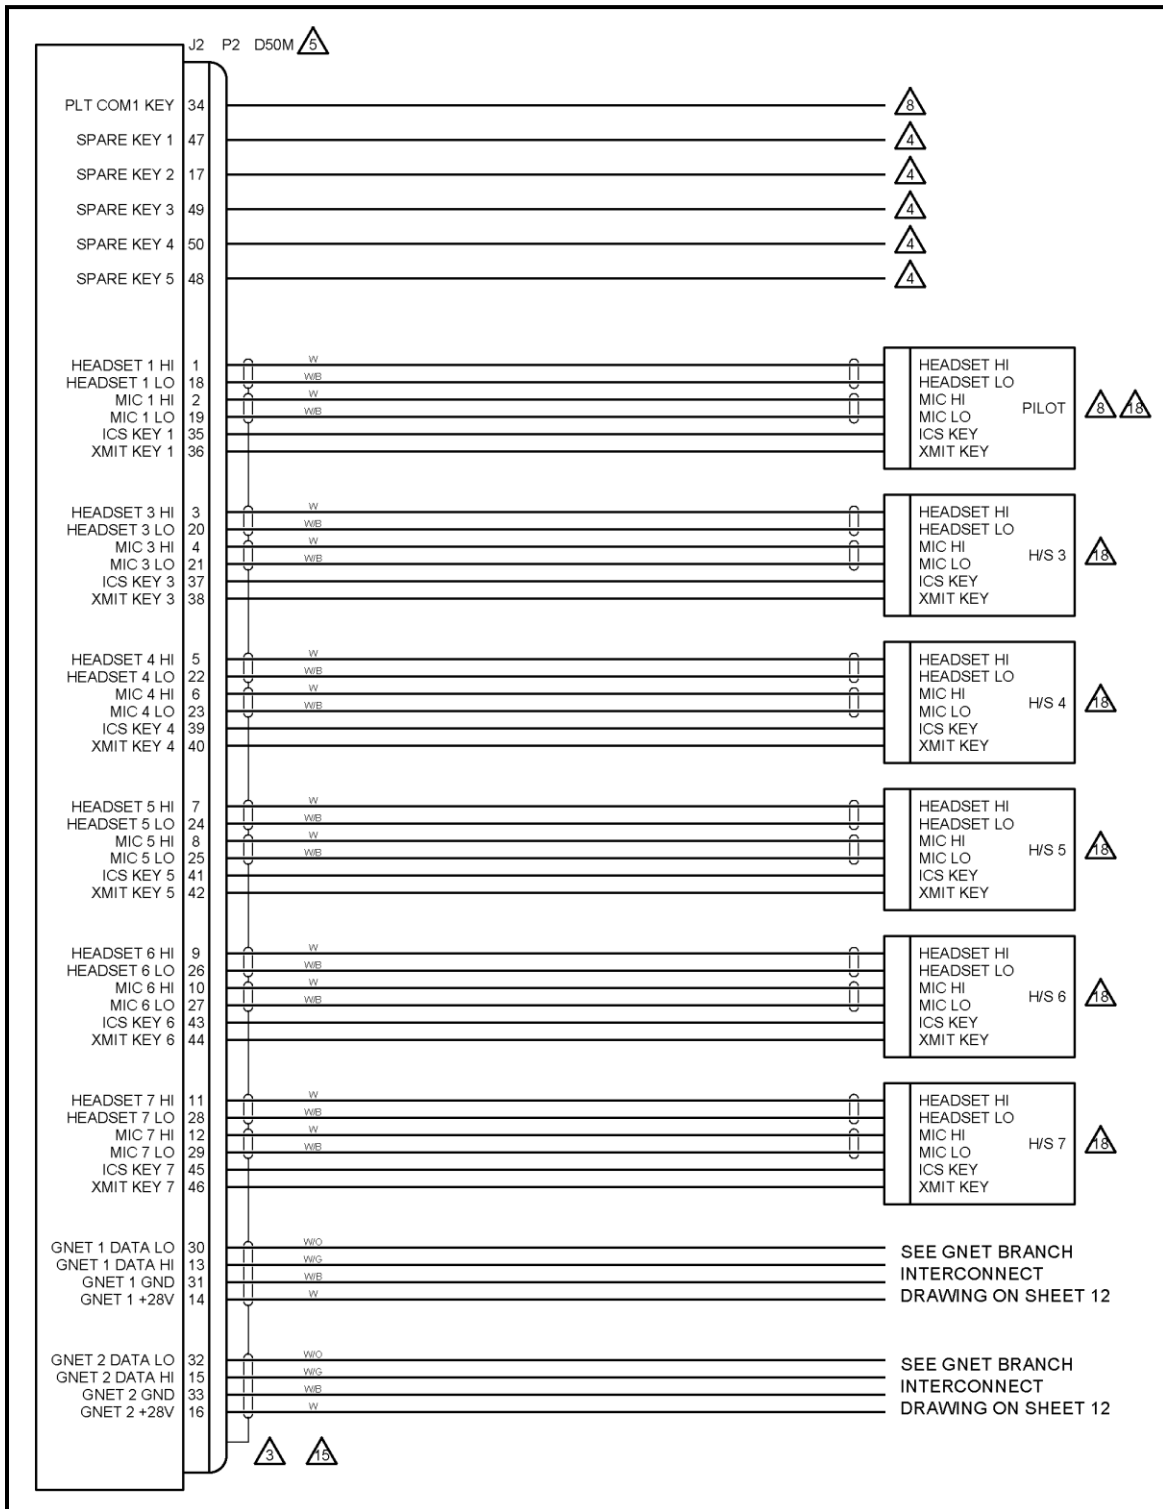 J2 P2 D50M 5
PLT COM1 KEY 34 8
SPARE KEY 1 47 4
SPARE KEY 2 17 4
SPARE KEY 3 49 4
SPARE KEY 4 50 4
SPARE KEY 5 48 4
HEADSET 1 HI 1 W HEADSET HI
HEADSET 1 LO 18 W/B HEADSET LO
MIC 1 HI 2 W MIC HI
PILOT 8 18
MIC 1 LO 19 W/B MIC LO
ICS KEY 1 35 ICS KEY
XMIT KEY 1 36 XMIT KEY
HEADSET 3 HI 3 W HEADSET HI
HEADSET 3 LO 20 W/B HEADSET LO
MIC 3 HI 4 W MIC HI
H/S 3 18
MIC 3 LO 21 W/B MIC LO
ICS KEY 3 37 ICS KEY
XMIT KEY 3 38 XMIT KEY
HEADSET 4 HI 5 W HEADSET HI
HEADSET 4 LO 22 W/B HEADSET LO
MIC 4 HI 6 W MIC HI
H/S 4 18
MIC 4 LO 23 W/B MIC LO
ICS KEY 4 39 ICS KEY
XMIT KEY 4 40 XMIT KEY
HEADSET 5 HI 7 W HEADSET HI
HEADSET 5 LO 24 W/B HEADSET LO
MIC 5 HI 8 W MIC HI
H/S 5 18
MIC 5 LO 25 W/B MIC LO
ICS KEY 5 41 ICS KEY
XMIT KEY 5 42 XMIT KEY
HEADSET 6 HI 9 W HEADSET HI
HEADSET 6 LO 26 W/B HEADSET LO
MIC 6 HI 10 W MIC HI
H/S 6 18
MIC 6 LO 27 W/B MIC LO
ICS KEY 6 43 ICS KEY
XMIT KEY 6 44 XMIT KEY
HEADSET 7 HI 11 W HEADSET HI
HEADSET 7 LO 28 W/B HEADSET LO
MIC 7 HI 12 W MIC HI
H/S 7 18
MIC 7 LO 29 W/B MIC LO
ICS KEY 7 45 ICS KEY
XMIT KEY 7 46 XMIT KEY
GNET 1 DATA LO 30 W/O
GNET 1 DATA HI 13 W/G
GNET 1 GND 31 W/B
GNET 1 +28V 14 W
SEE GNET BRANCH
INTERCONNECT
DRAWING ON SHEET 12
GNET 2 DATA LO 32 W/O
GNET 2 DATA HI 15 W/G
GNET 2 GND 33 W/B
GNET 2 +28V 16 W
SEE GNET BRANCH
INTERCONNECT
DRAWING ON SHEET 12
3 15